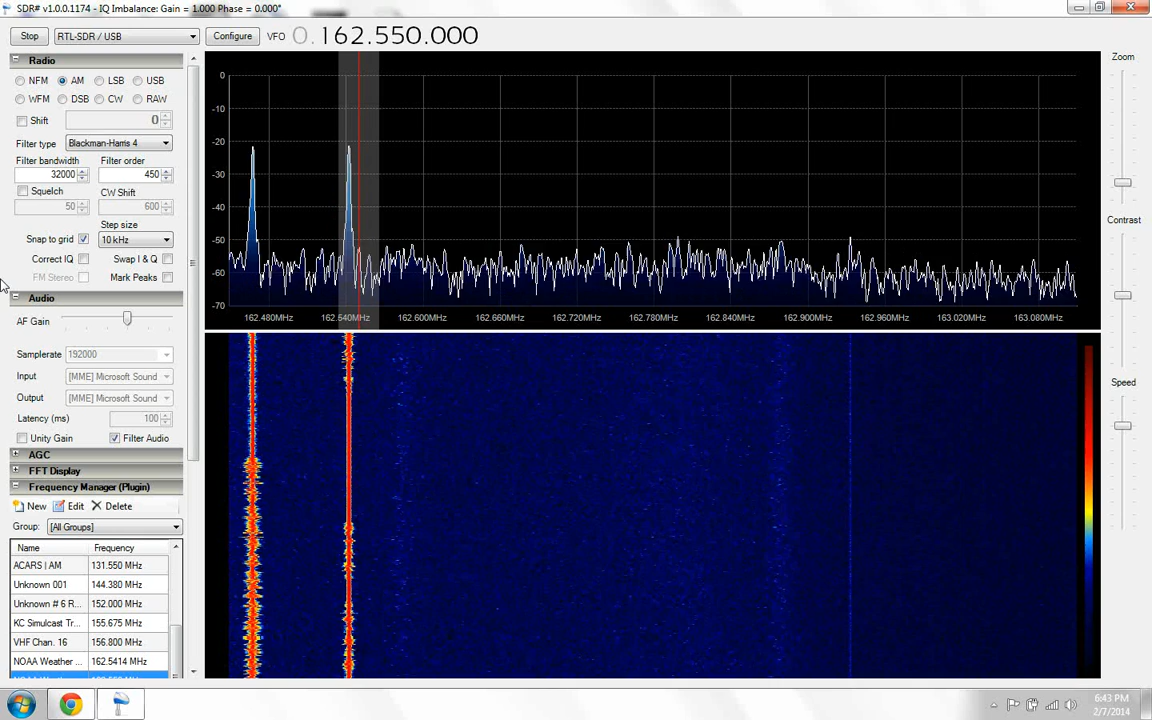 SDR# v1.0.0.1174 - IQ Imbalance: Gain = 1.000 Phase = 0.000°
Stop
RTL-SDR / USB
Configure
VFO
0.162.550.000
Radio
NFM AM LSB USB
WFM DSB CW RAW
Shift 0
Filter type Blackman-Harris 4
Filter bandwidth Filter order
32000 450
Squelch CW Shift
50 600
Step size
Snap to grid 10 kHz
Correct IQ Swap I & Q
FM Stereo Mark Peaks
Audio
AF Gain
Samplerate 192000
Input [MME] Microsoft Sound
Output [MME] Microsoft Sound
Latency (ms) 100
Unity Gain Filter Audio
AGC
FFT Display
Frequency Manager (Plugin)
New Edit Delete
Group: [All Groups]
Name Frequency
ACARS | AM 131.550 MHz
Unknown 001 144.380 MHz
Unknown # 6 R... 152.000 MHz
KC Simulcast Tr... 155.675 MHz
VHF Chan. 16 156.800 MHz
NOAA Weather ... 162.5414 MHz
0
-10
-20
-30
-40
-50
-60
-70
162.480MHz 162.540MHz 162.600MHz 162.660MHz 162.720MHz 162.780MHz 162.840MHz 162.900MHz 162.960MHz 163.020MHz 163.080MHz
Zoom
Contrast
Speed
6:43 PM
2/7/2014